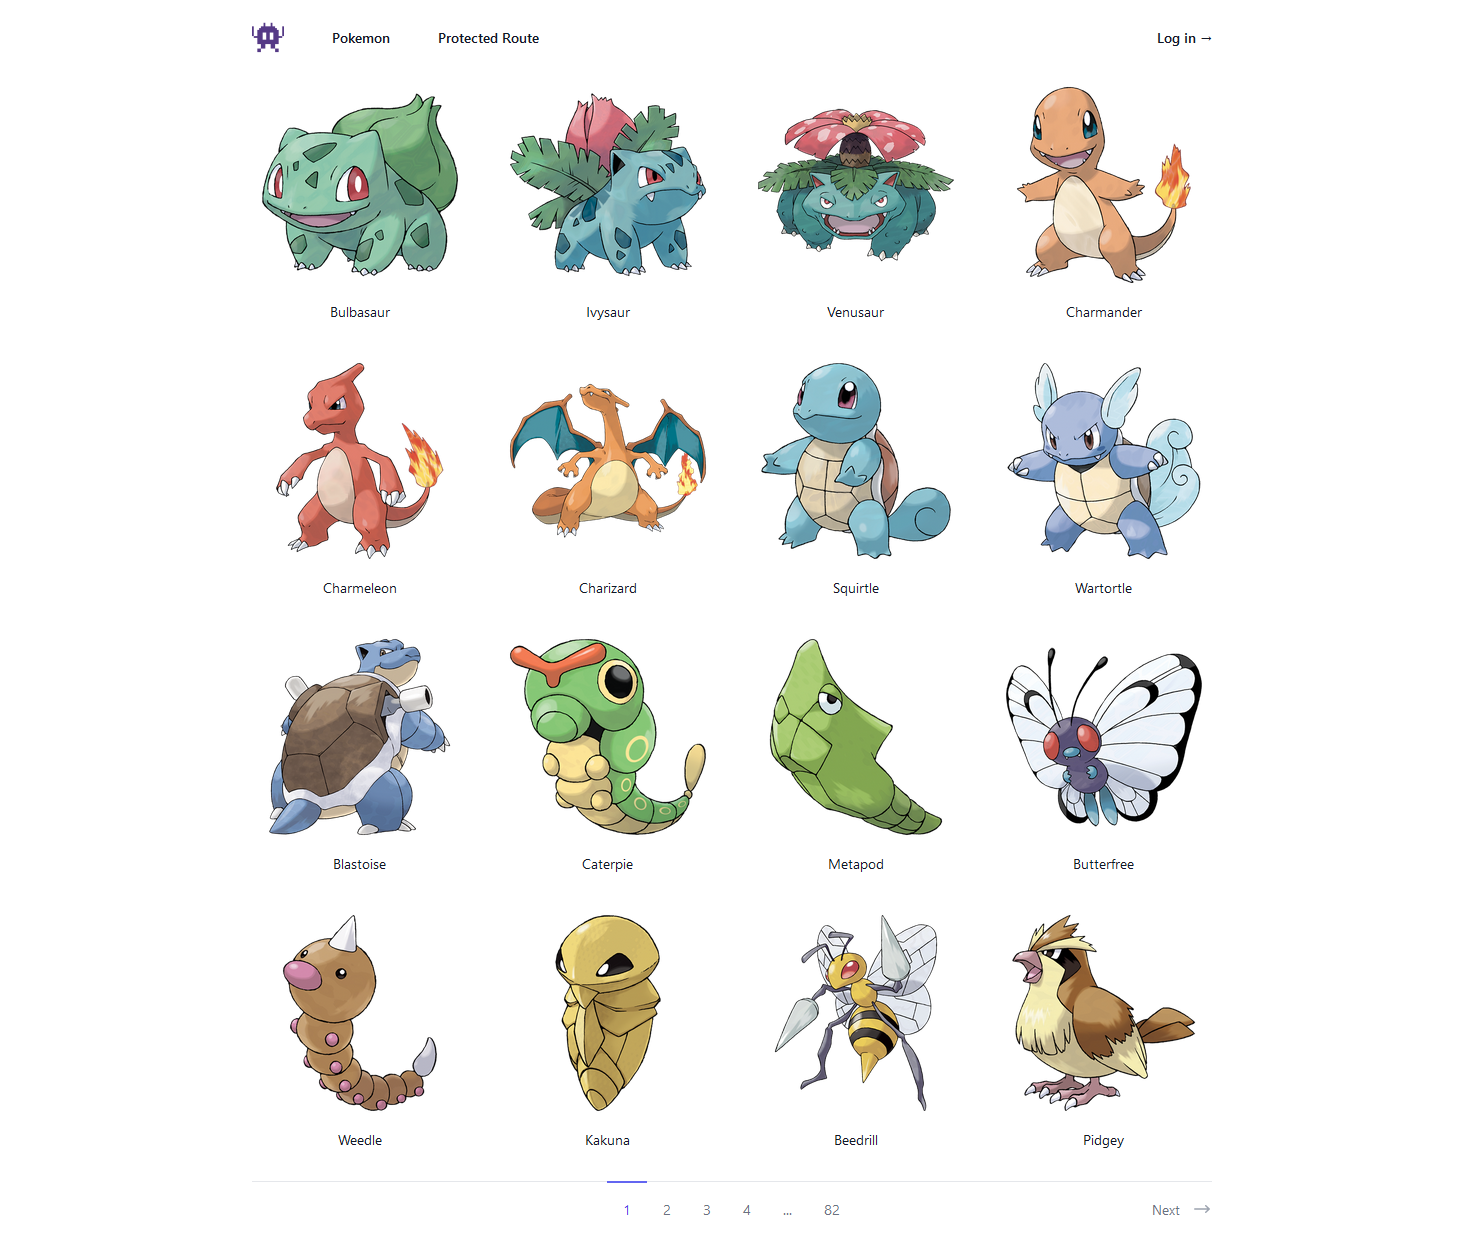 Pokemon Protected Route Log in →
Bulbasaur Ivysaur Venusaur Charmander
Charmeleon Charizard Squirtle Wartortle
Blastoise Caterpie Metapod Butterfree
Weedle Kakuna Beedrill Pidgey
1 2 3 4 ... 82 Next →